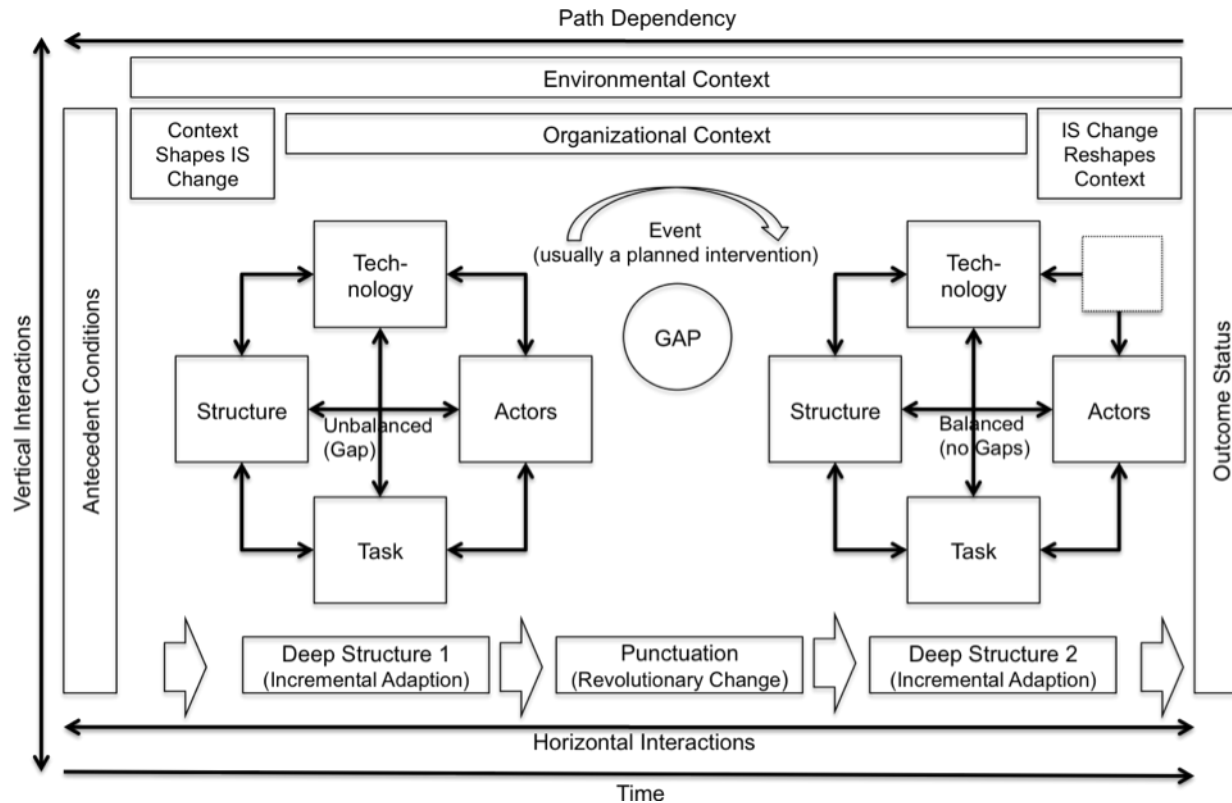 Path Dependency
Environmental Context
Context
Shapes IS
Change
Organizational Context
IS Change
Reshapes
Context
Event
(usually a planned intervention)
GAP
Vertical Interactions
Antecedent Conditions
Tech-
nology
Structure
Actors
Unbalanced
(Gap)
Task
Tech-
nology
Structure
Actors
Balanced
(no Gaps)
Task
Outcome Status
Deep Structure 1
(Incremental Adaption)
Punctuation
(Revolutionary Change)
Deep Structure 2
(Incremental Adaption)
Horizontal Interactions
Time